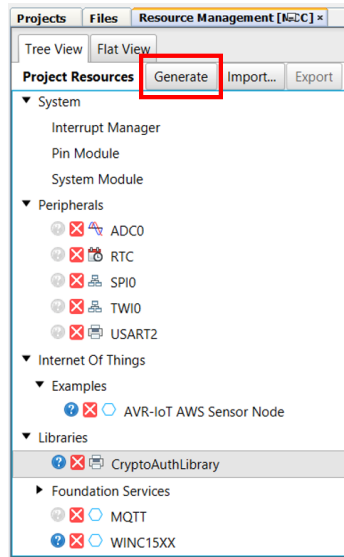 Projects Files Resource Management [MCC] ×
Tree View Flat View
Project Resources Generate Import... Export
System
Interrupt Manager
Pin Module
System Module
Peripherals
ADC0
RTC
SPI0
TWI0
USART2
Internet Of Things
Examples
AVR-IoT AWS Sensor Node
Libraries
CryptoAuthLibrary
Foundation Services
MQTT
WINC15XX